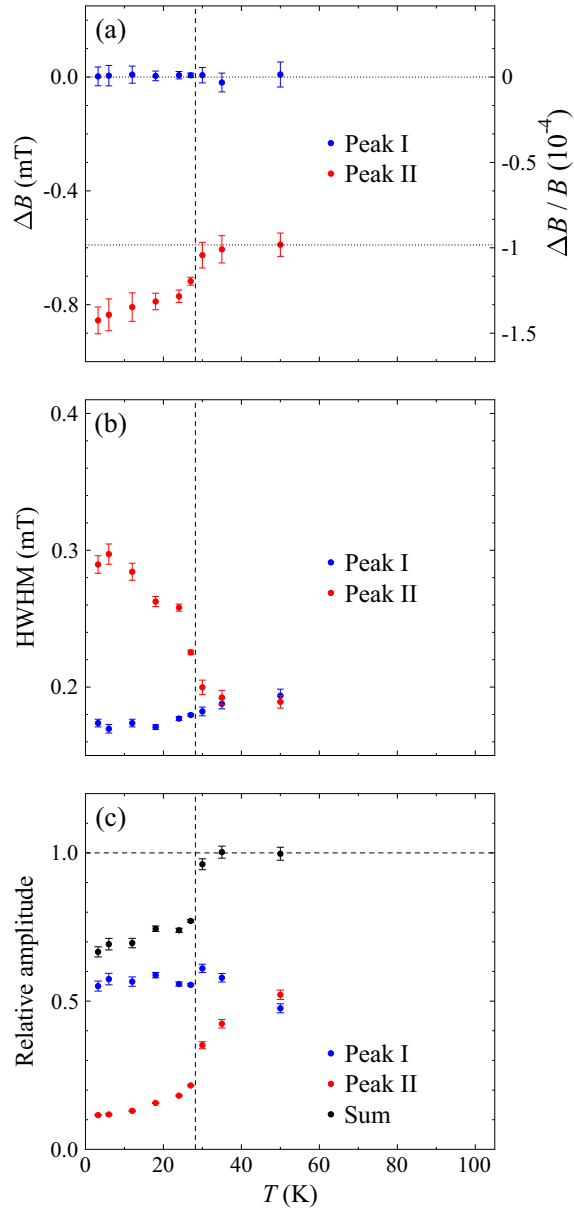 (a)
0.0
-0.4
-0.8
ΔB (mT)
0
-0.5
-1
-1.5
ΔB / B (10⁻⁴)
Peak I
Peak II
(b)
0.4
0.3
0.2
HWHM (mT)
Peak I
Peak II
(c)
1.0
0.5
0.0
Relative amplitude
Peak I
Peak II
Sum
0 20 40 60 80 100
T (K)